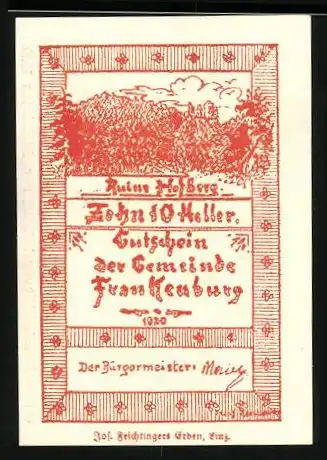 Ruine Hofberg
Zehn 10 Heller.
Gutschein
der Gemeinde
Frankenburg
1920
Der Bürgermeister:
Jos. Feichtingers Erben, Linz.